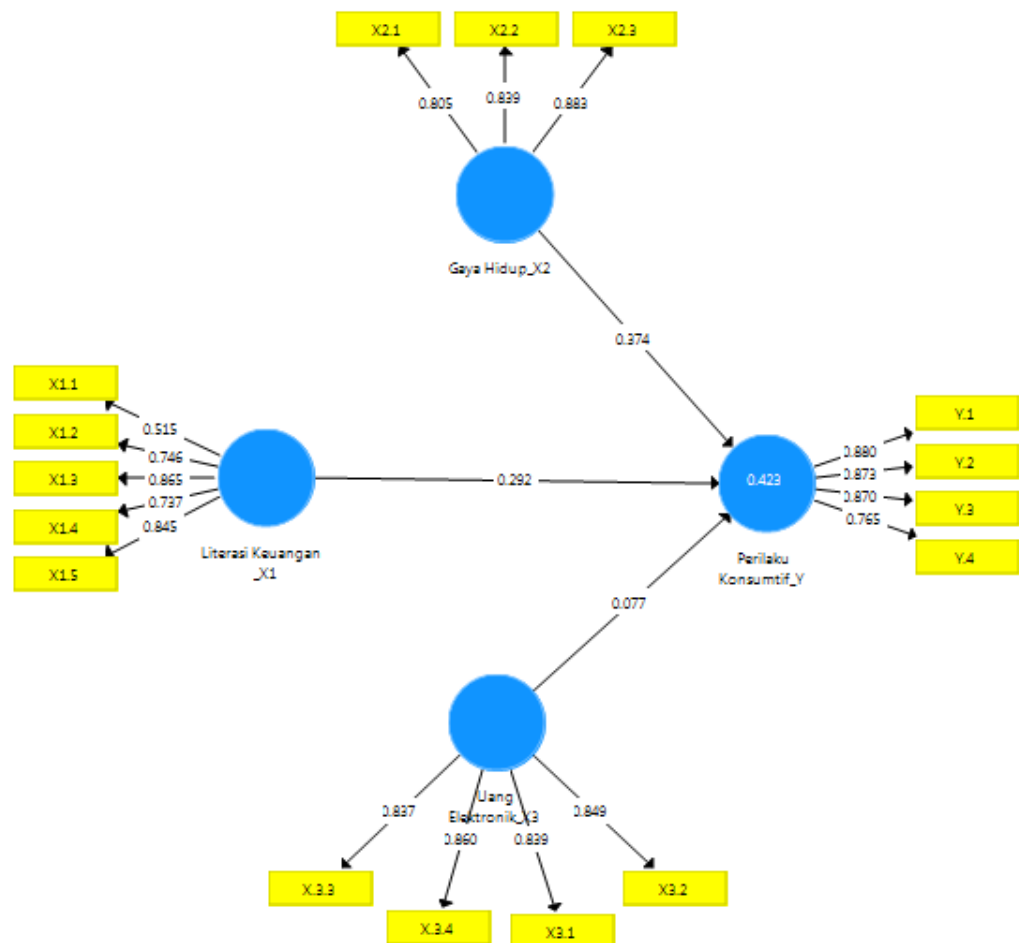 X2.1 X2.2 X2.3
0.805 0.839 0.883
Gaya Hidup_X2
0.374
X1.1
X1.2
X1.3
X1.4
X1.5
0.515
0.746
0.865
0.737
0.845
Literasi Keuangan
_X1
0.292
0.423
Perilaku
Konsumtif_Y
0.880
0.873
0.870
0.765
Y.1
Y.2
Y.3
Y.4
0.077
Uang
Elektronik_X3
0.837 0.860 0.839 0.849
X.3.3 X.3.4 X3.1 X3.2